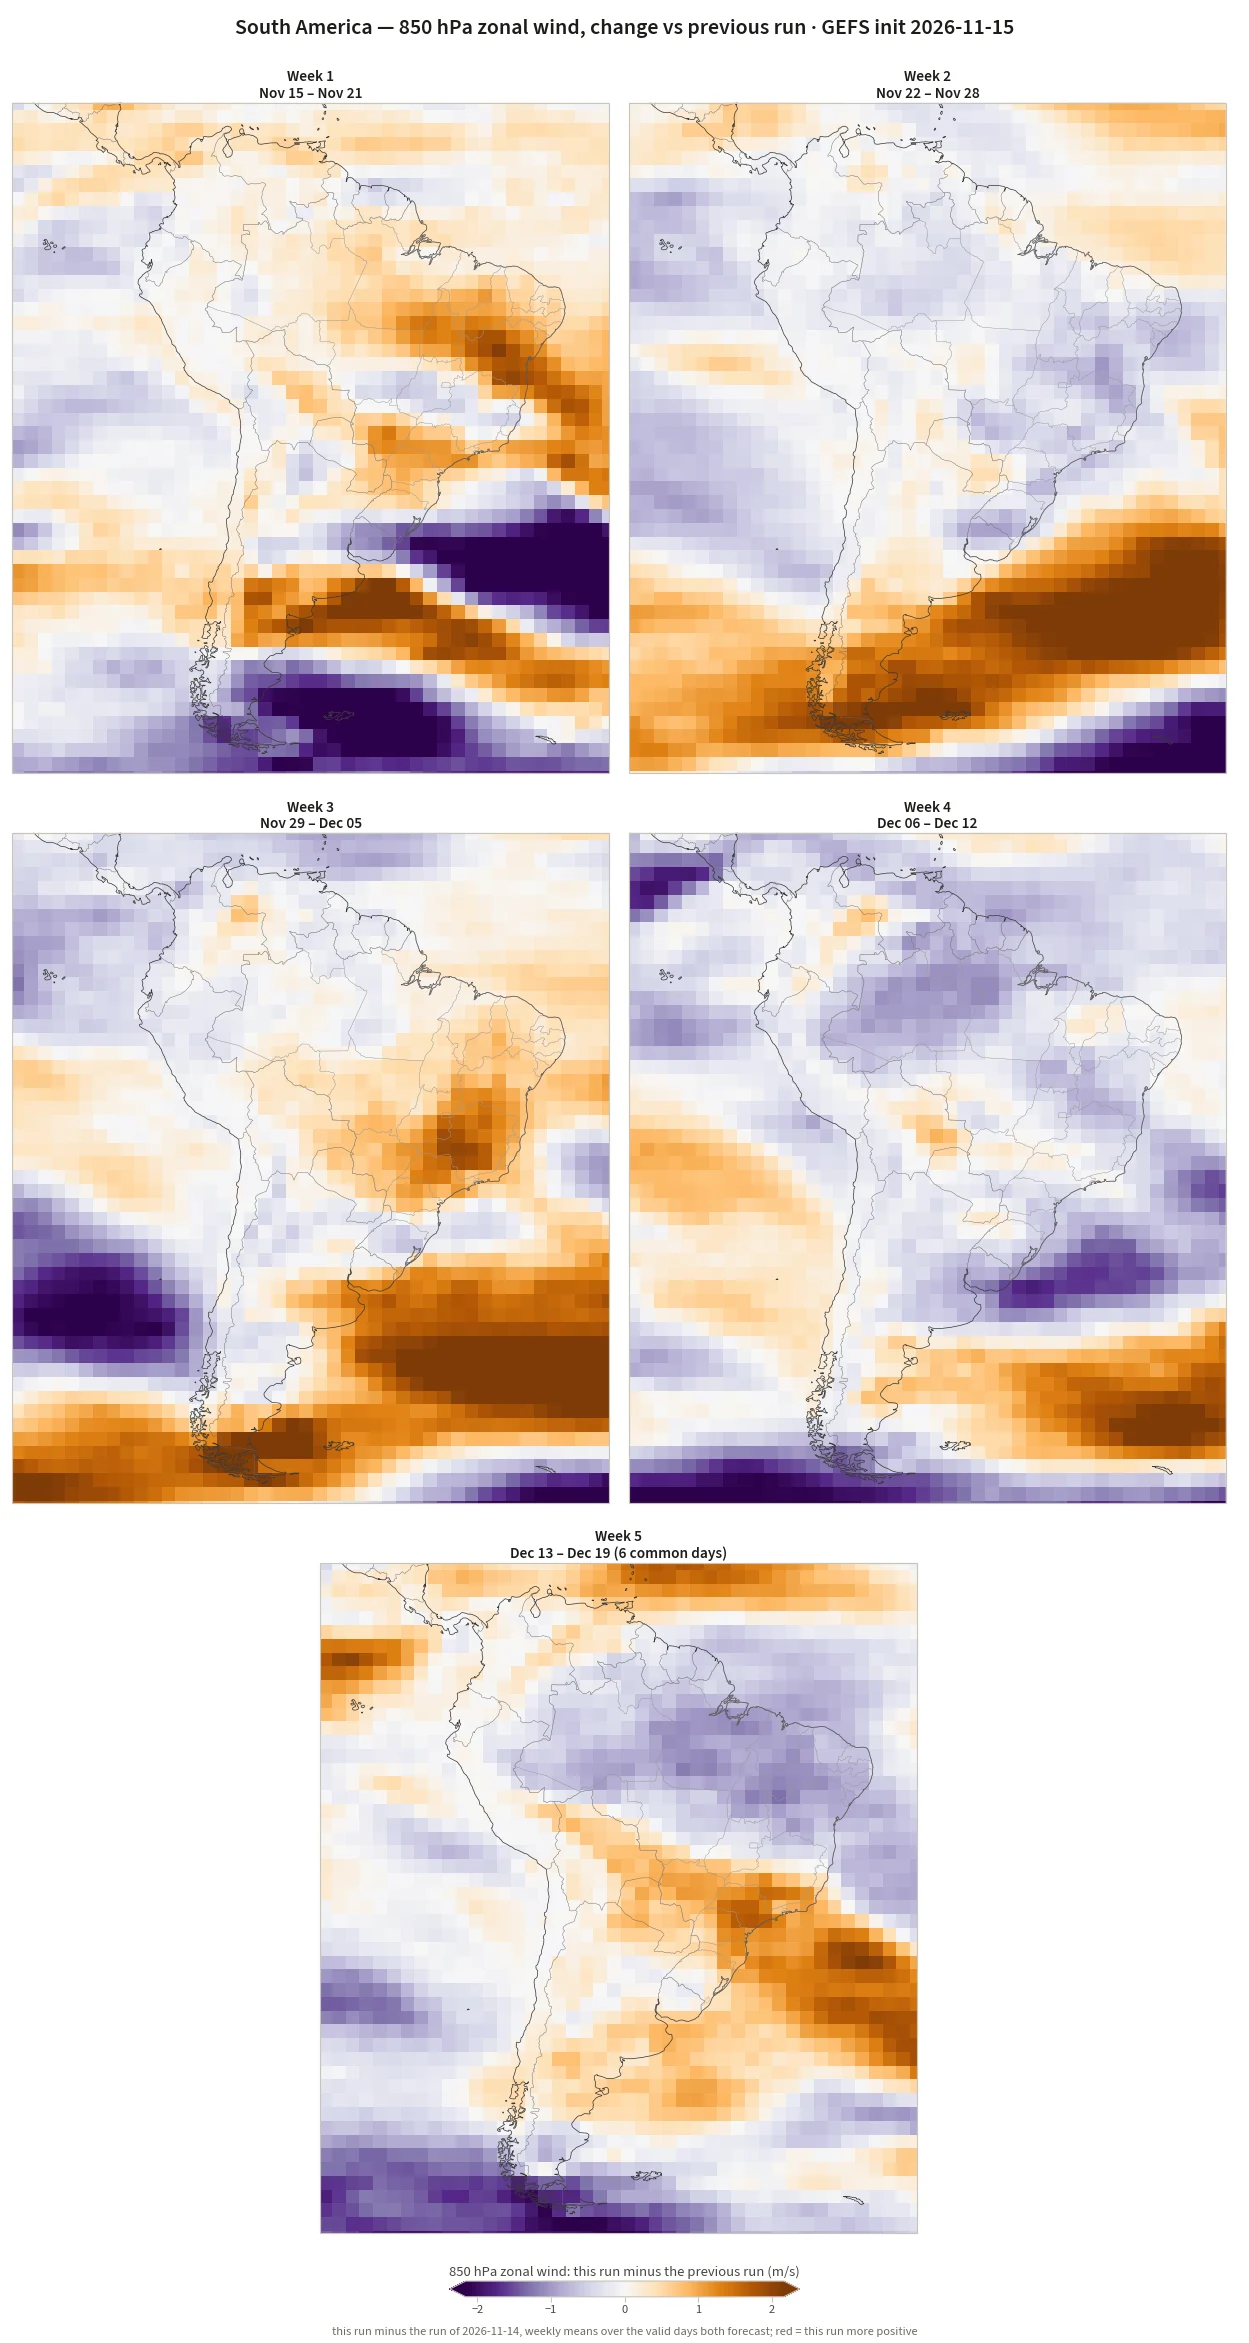 South America — 850 hPa zonal wind, change vs previous run · GEFS init 2026-11-15
Week 1
Nov 15 – Nov 21
Week 2
Nov 22 – Nov 28
Week 3
Nov 29 – Dec 05
Week 4
Dec 06 – Dec 12
Week 5
Dec 13 – Dec 19 (6 common days)
850 hPa zonal wind: this run minus the previous run (m/s)
−2 −1 0 1 2
this run minus the run of 2026-11-14, weekly means over the valid days both forecast; red = this run more positive